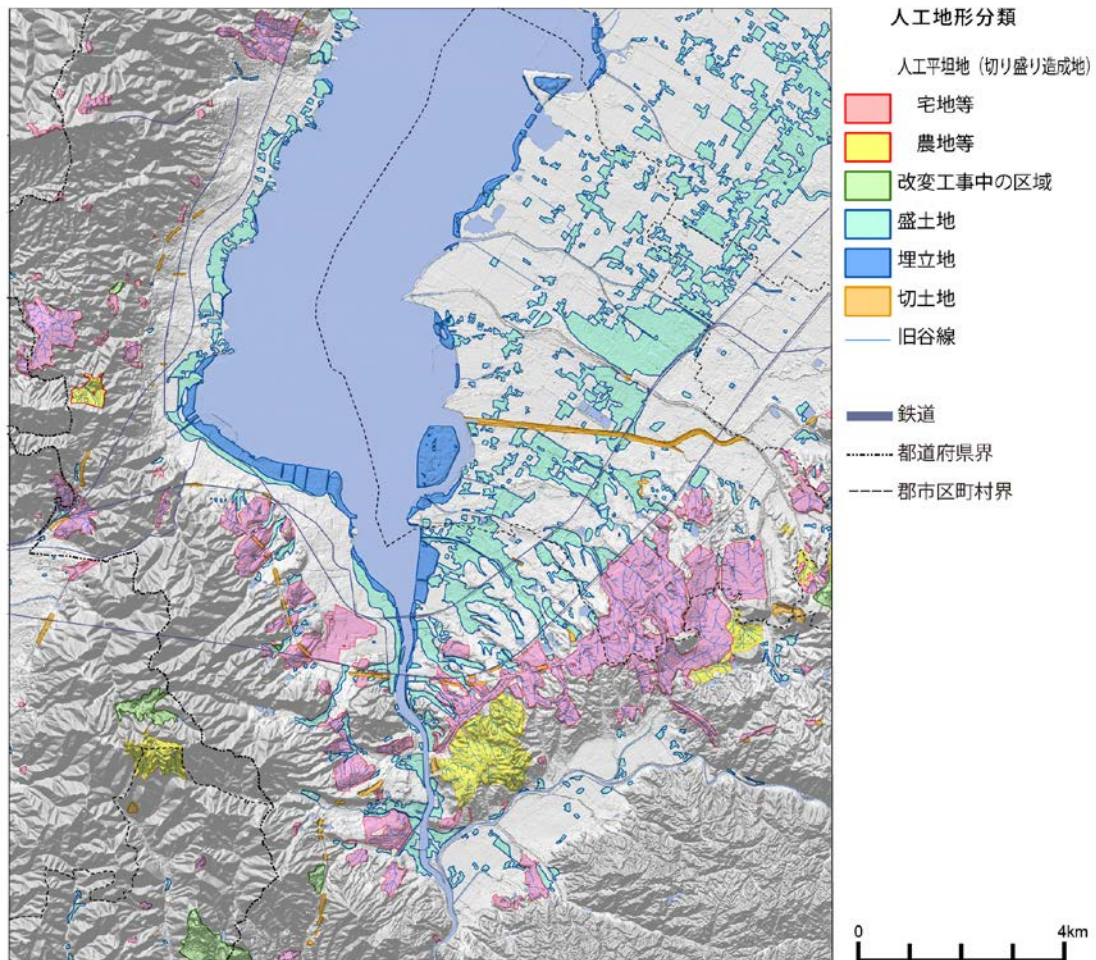 人工地形分類
人工平坦地（切り盛り造成地）
宅地等
農地等
改変工事中の区域
盛土地
埋立地
切土地
旧谷線
鉄道
都道府県界
郡市区町村界
0 4km